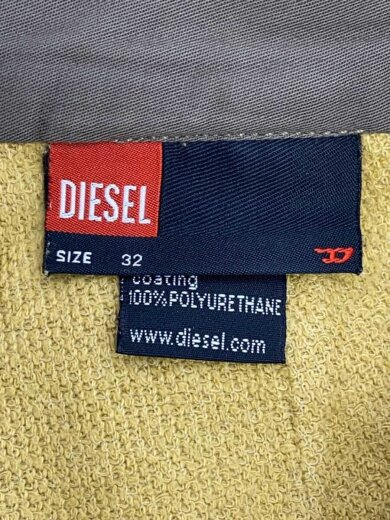 DIESEL
SIZE 32
coating
100%POLYURETHANE
www.diesel.com